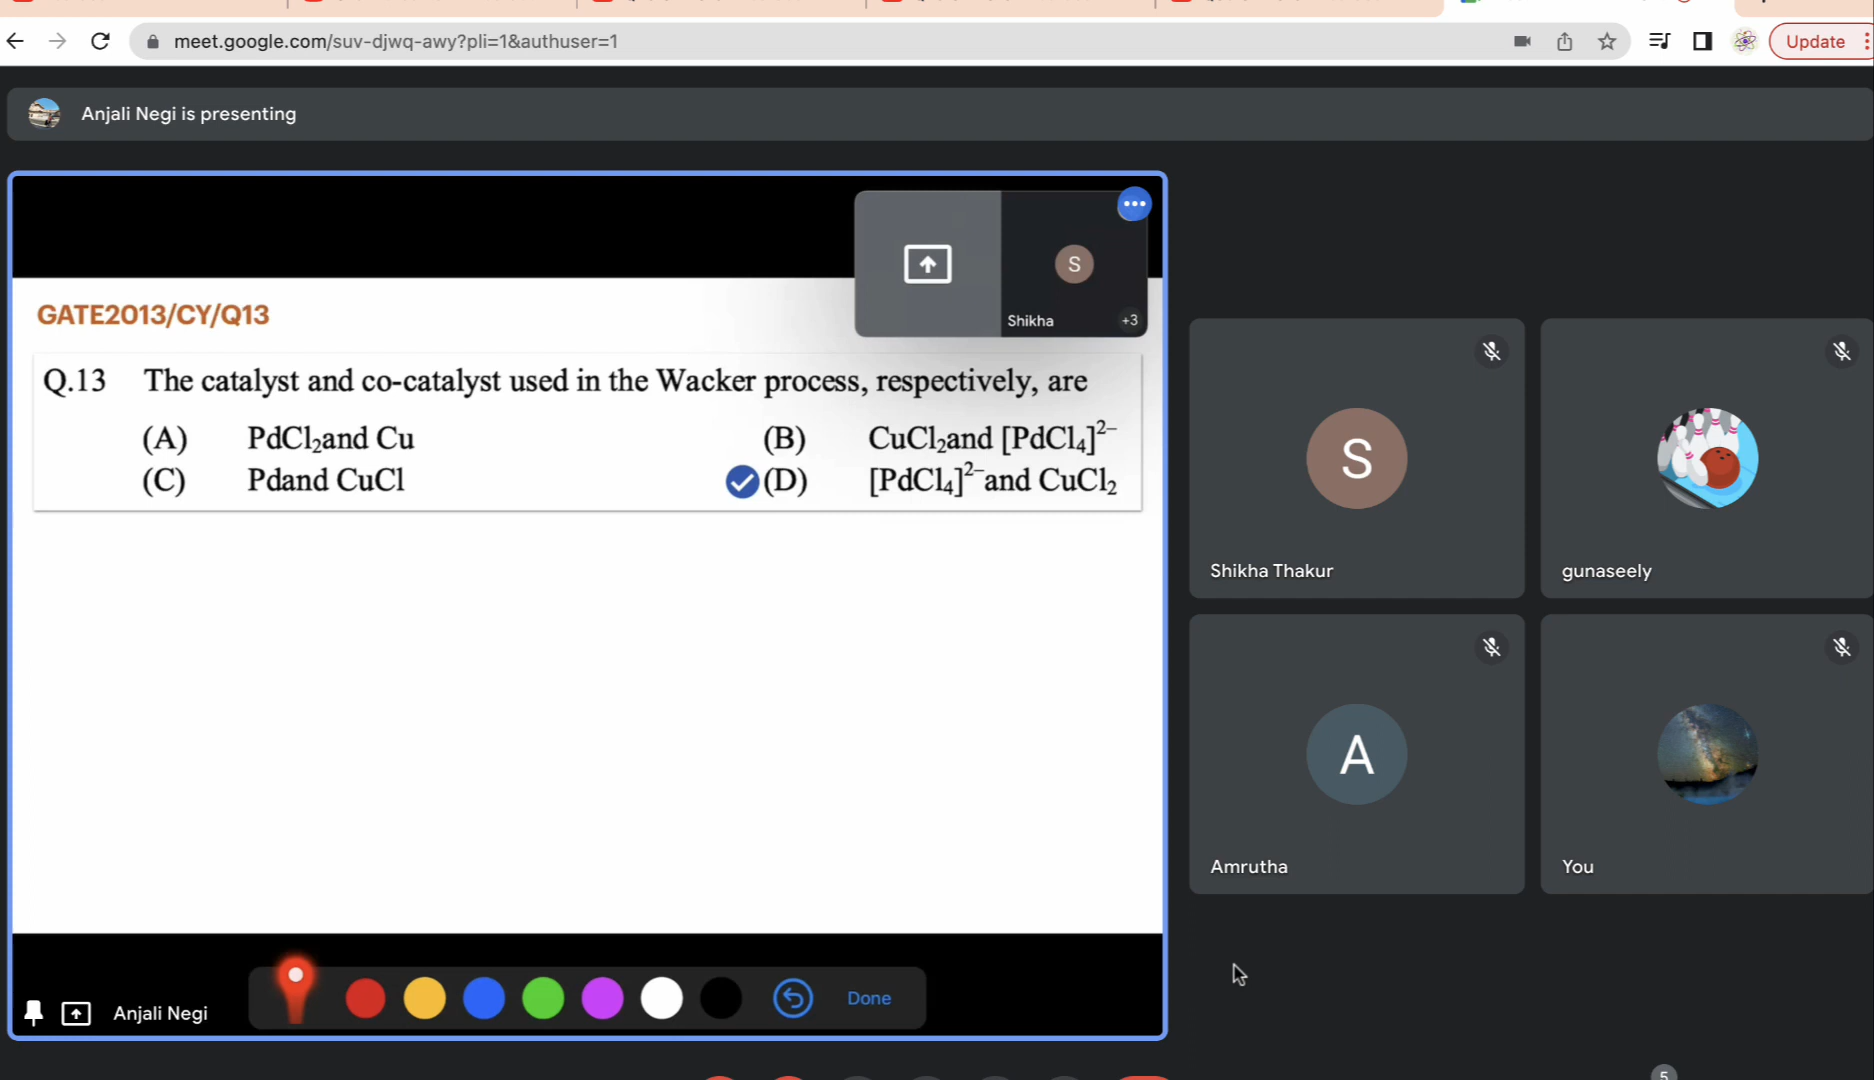 meet.google.com/suv-djwq-awy?pli=1&authuser=1
Update
Anjali Negi is presenting
S
Shikha
+3
GATE2013/CY/Q13
Q.13 The catalyst and co-catalyst used in the Wacker process, respectively, are
(A) PdCl₂and Cu (B) CuCl₂and [PdCl₄]²⁻
(C) Pdand CuCl (D) [PdCl₄]²⁻and CuCl₂
S
Shikha Thakur
gunaseely
A
Amrutha
You
Anjali Negi
Done
5